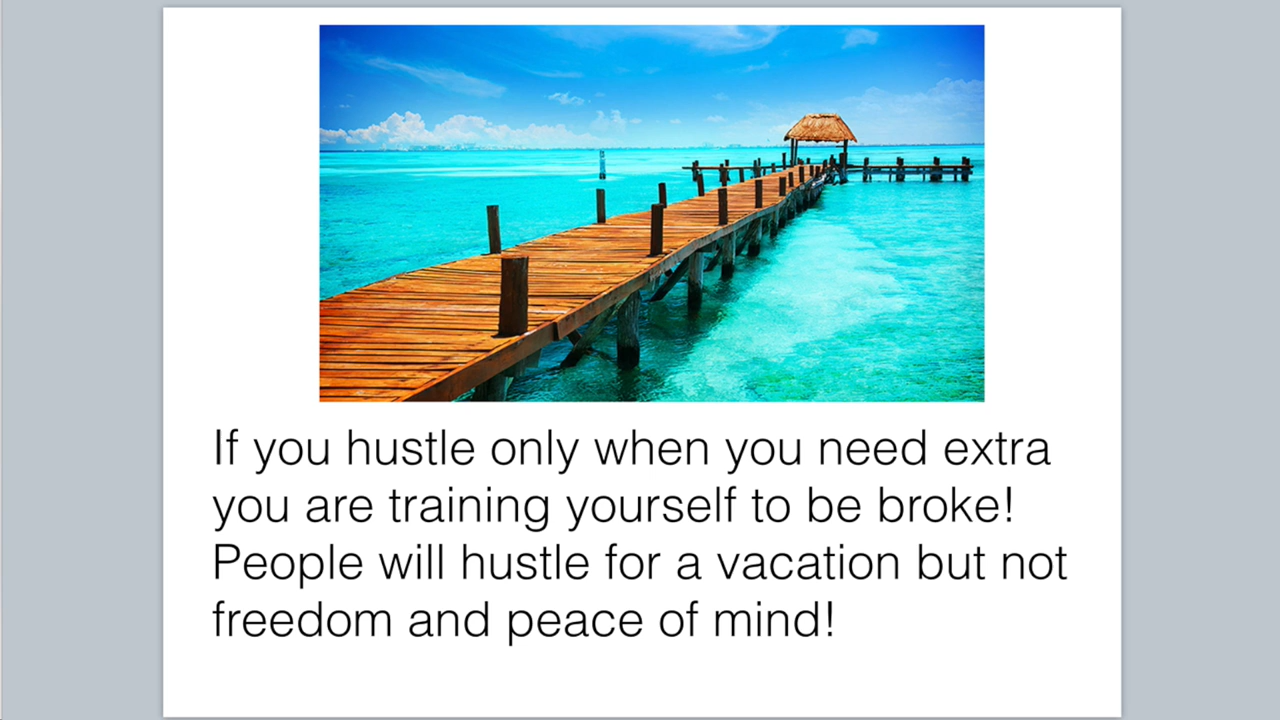 If you hustle only when you need extra
you are training yourself to be broke!
People will hustle for a vacation but not
freedom and peace of mind!